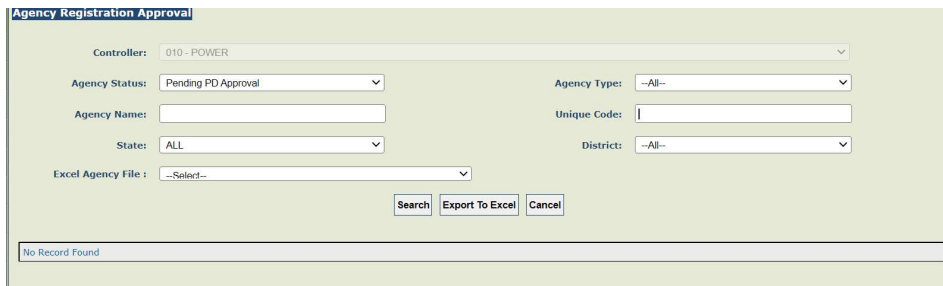 Agency Registration Approval
Controller: 010 - POWER
Agency Status: Pending PD Approval Agency Type: --All--
Agency Name: Unique Code:
State: ALL District: --All--
Excel Agency File : --Select--
Search Export To Excel Cancel
No Record Found